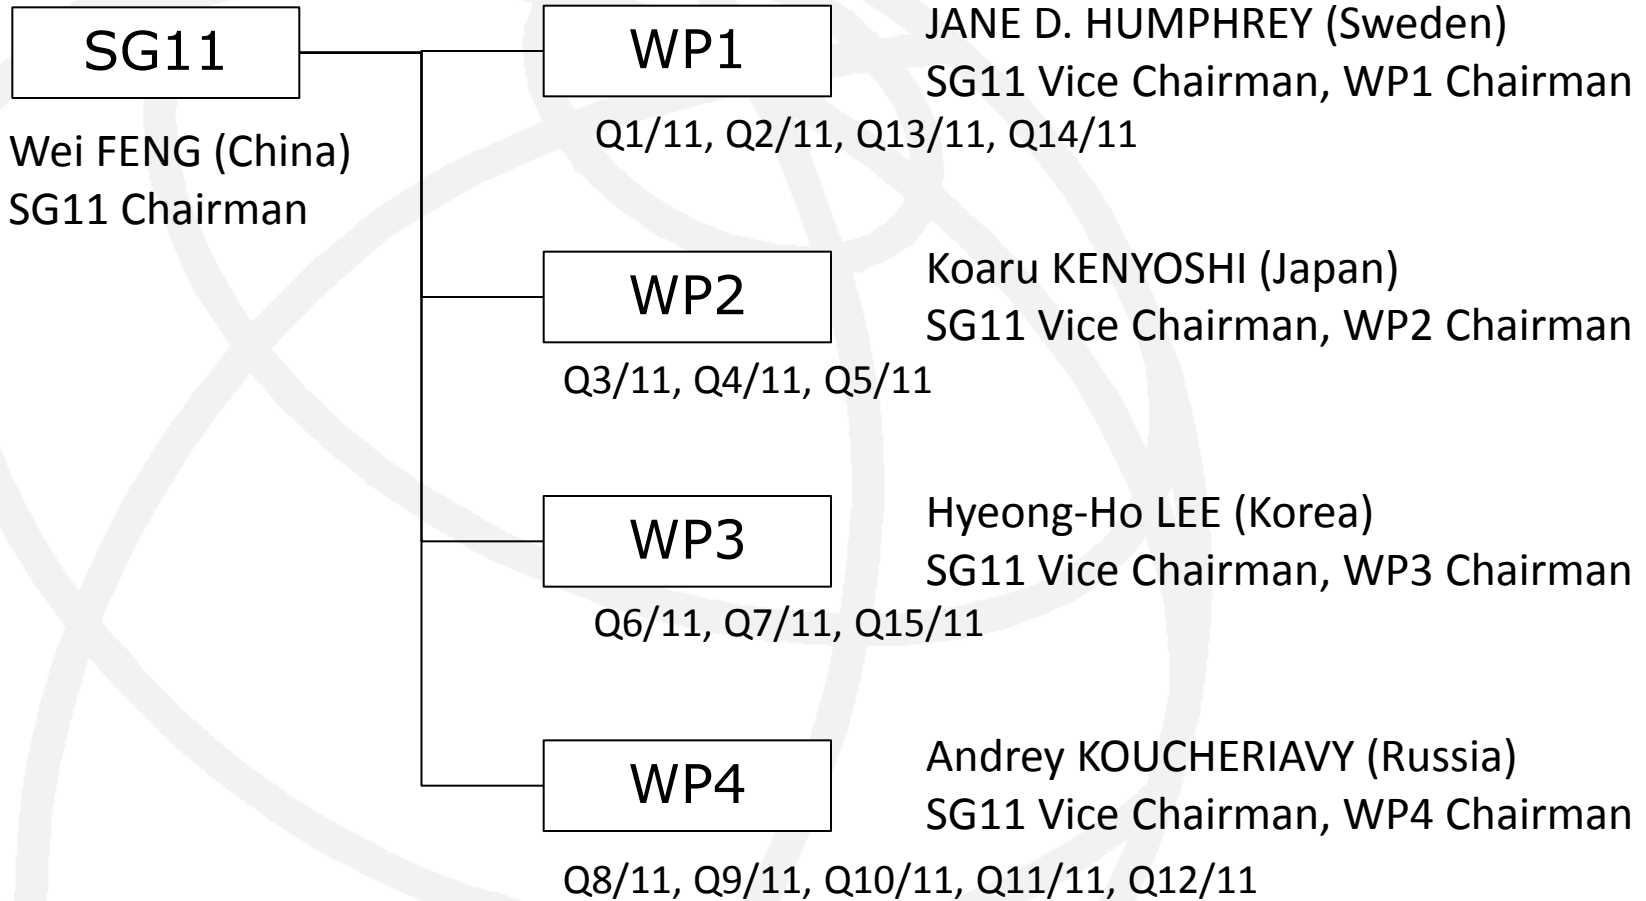 SG11
Wei FENG (China)
SG11 Chairman
WP1
JANE D. HUMPHREY (Sweden)
SG11 Vice Chairman, WP1 Chairman
Q1/11, Q2/11, Q13/11, Q14/11
WP2
Koaru KENYOSHI (Japan)
SG11 Vice Chairman, WP2 Chairman
Q3/11, Q4/11, Q5/11
WP3
Hyeong-Ho LEE (Korea)
SG11 Vice Chairman, WP3 Chairman
Q6/11, Q7/11, Q15/11
WP4
Andrey KOUCHERIAVY (Russia)
SG11 Vice Chairman, WP4 Chairman
Q8/11, Q9/11, Q10/11, Q11/11, Q12/11